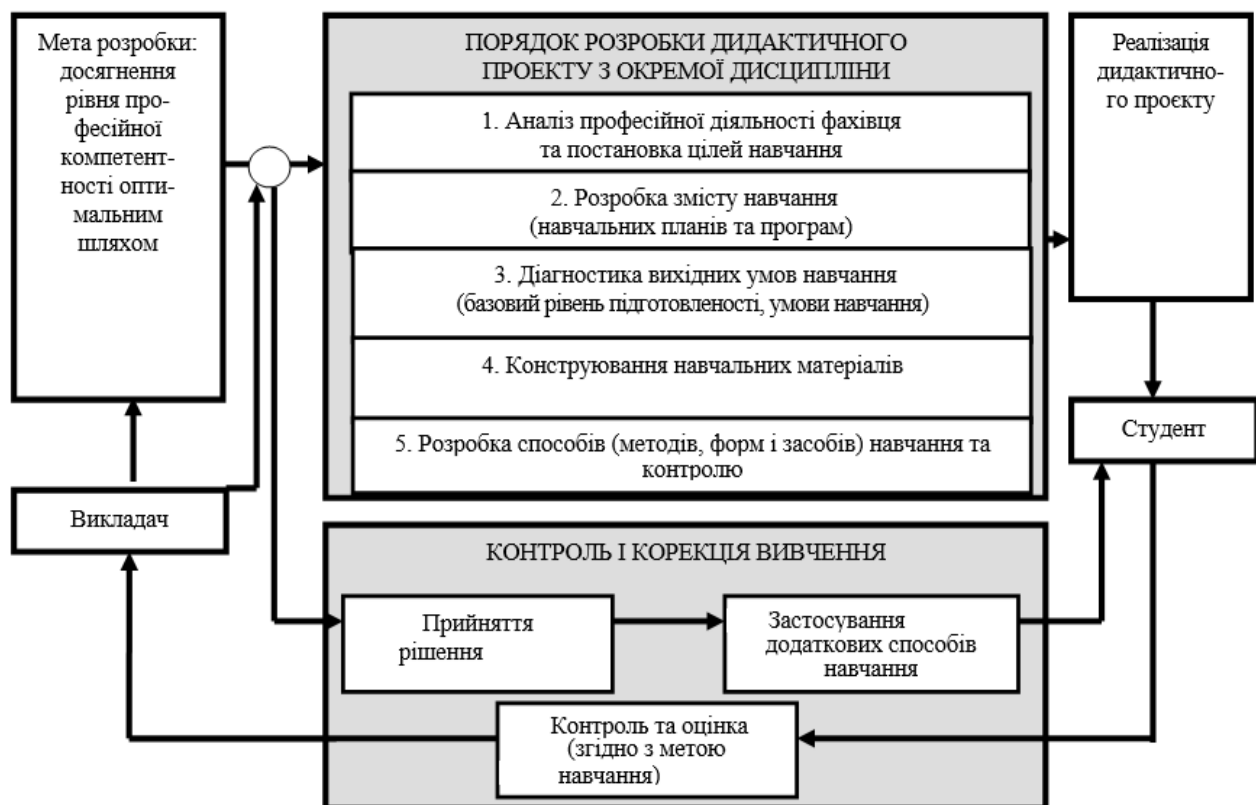 Мета розробки:
досягнення
рівня про-
фесійної
компетент-
ності опти-
мальним
шляхом
ПОРЯДОК РОЗРОБКИ ДИДАКТИЧНОГО
ПРОЕКТУ З ОКРЕМОЇ ДИСЦИПЛІНИ
1. Аналіз професійної діяльності фахівця
та постановка цілей навчання
2. Розробка змісту навчання
(навчальних планів та програм)
3. Діагностика вихідних умов навчання
(базовий рівень підготовленості, умови навчання)
4. Конструювання навчальних матеріалів
5. Розробка способів (методів, форм і засобів) навчання та
контролю
Реалізація
дидактично-
го проєкту
Студент
Викладач
КОНТРОЛЬ І КОРЕКЦІЯ ВИВЧЕННЯ
Прийняття
рішення
Застосування
додаткових способів
навчання
Контроль та оцінка
(згідно з метою
навчання)